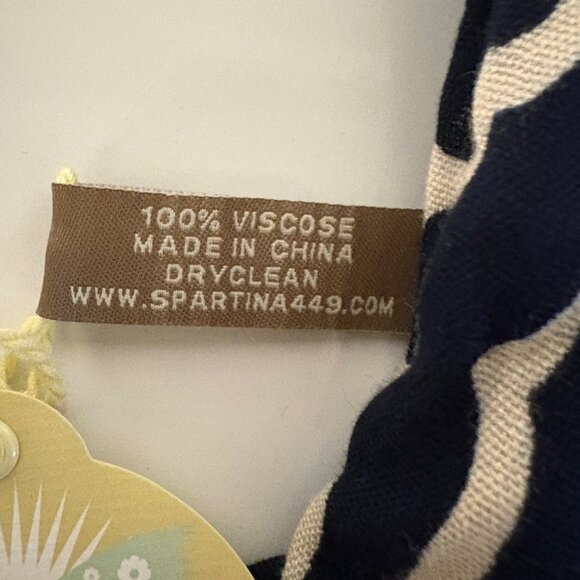 100% VISCOSE
MADE IN CHINA
DRYCLEAN
WWW.SPARTINA449.COM